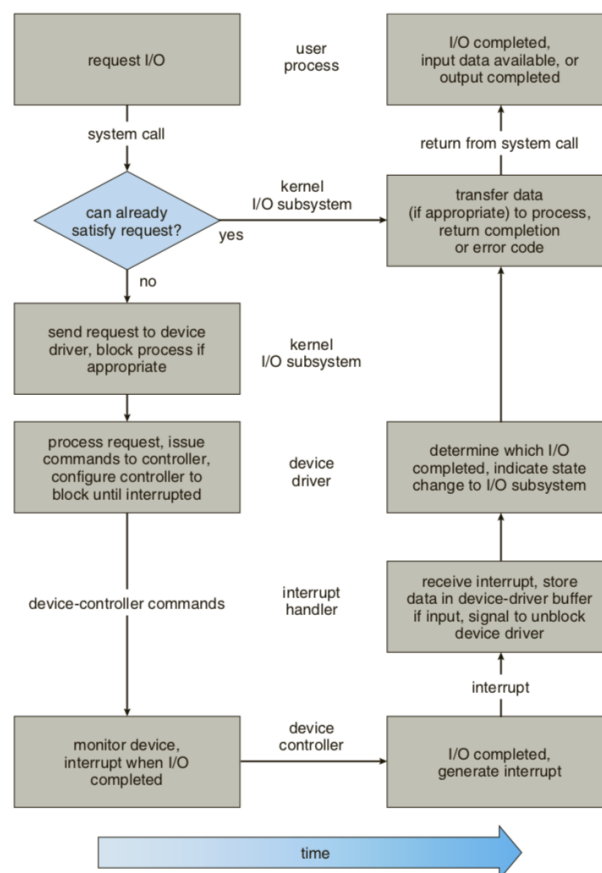 request I/O
user
process
I/O completed,
input data available, or
output completed
system call
return from system call
can already
satisfy request?
kernel
I/O subsystem
yes
transfer data
(if appropriate) to process,
return completion
or error code
no
send request to device
driver, block process if
appropriate
kernel
I/O subsystem
process request, issue
commands to controller,
configure controller to
block until interrupted
device
driver
determine which I/O
completed, indicate state
change to I/O subsystem
device-controller commands
interrupt
handler
receive interrupt, store
data in device-driver buffer
if input, signal to unblock
device driver
interrupt
monitor device,
interrupt when I/O
completed
device
controller
I/O completed,
generate interrupt
time